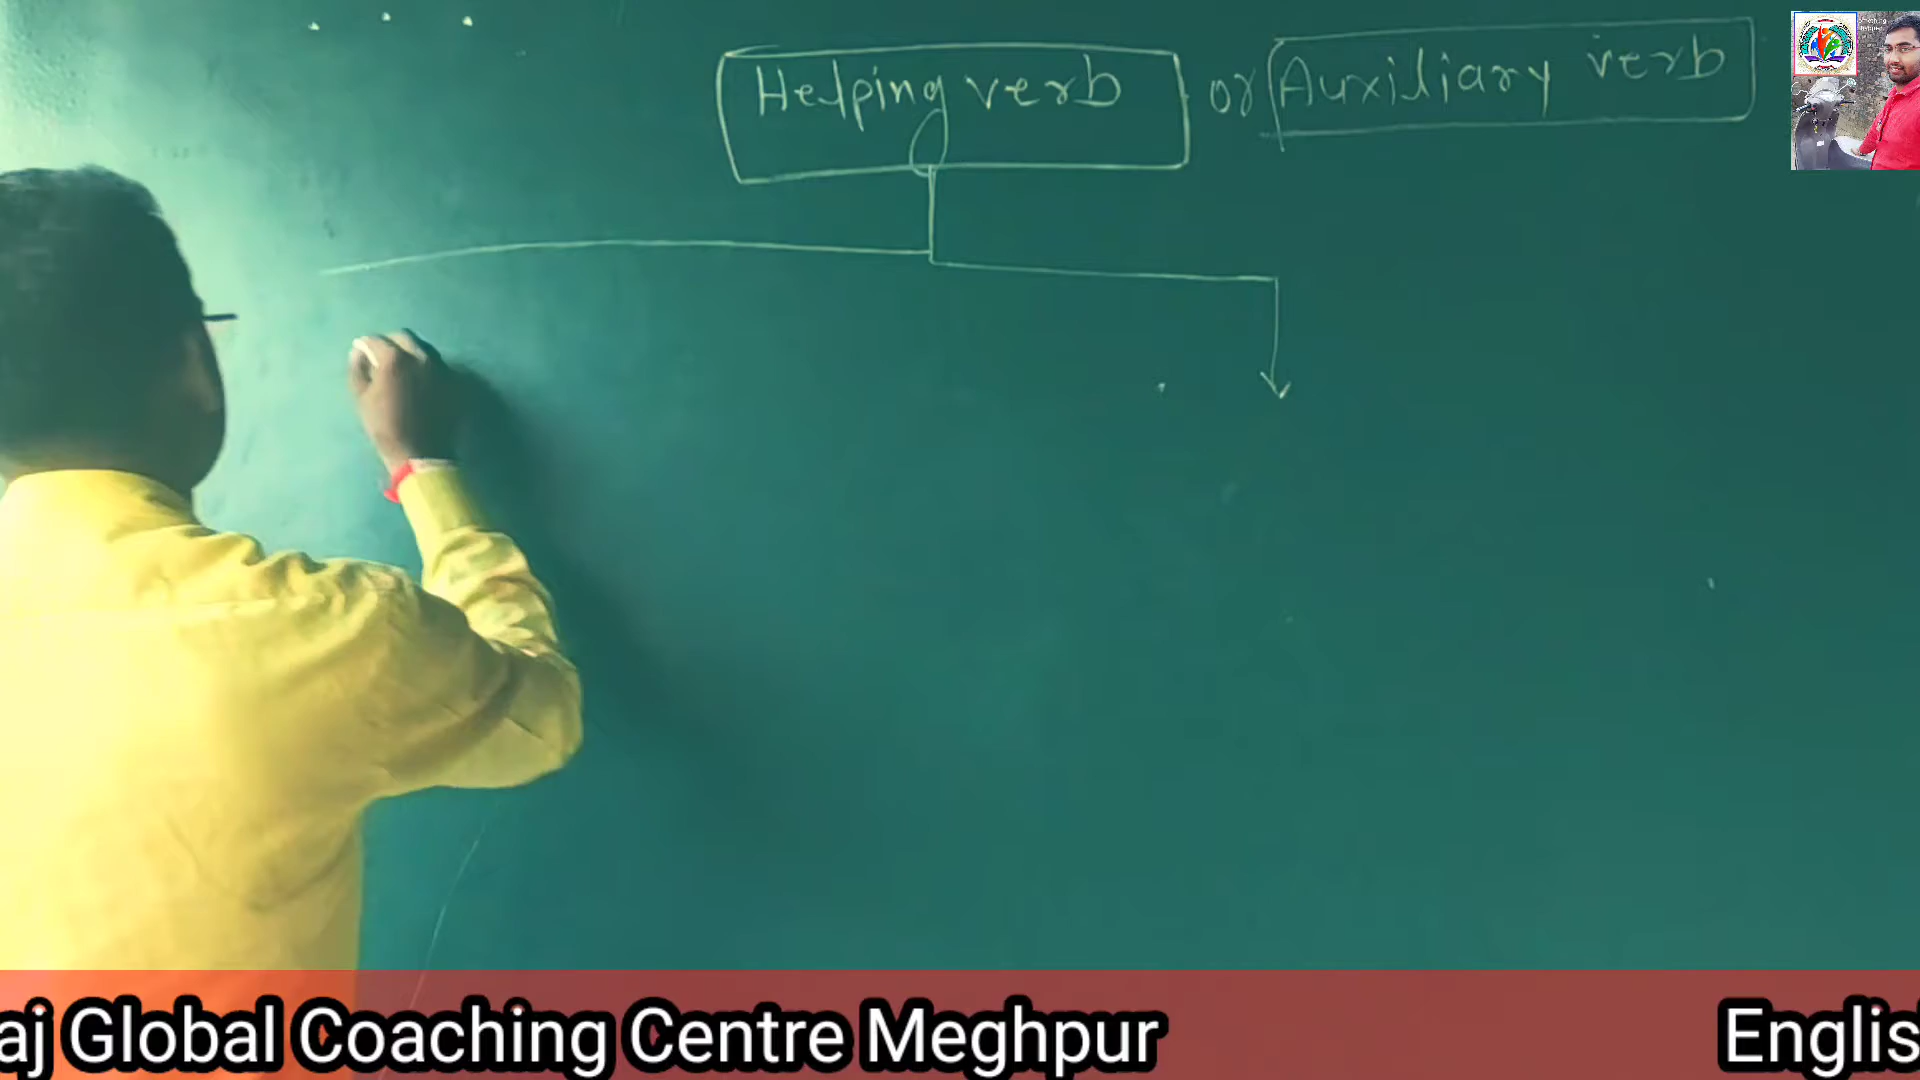 Helping verb or Auxiliary verb
aj Global Coaching Centre Meghpur Englis